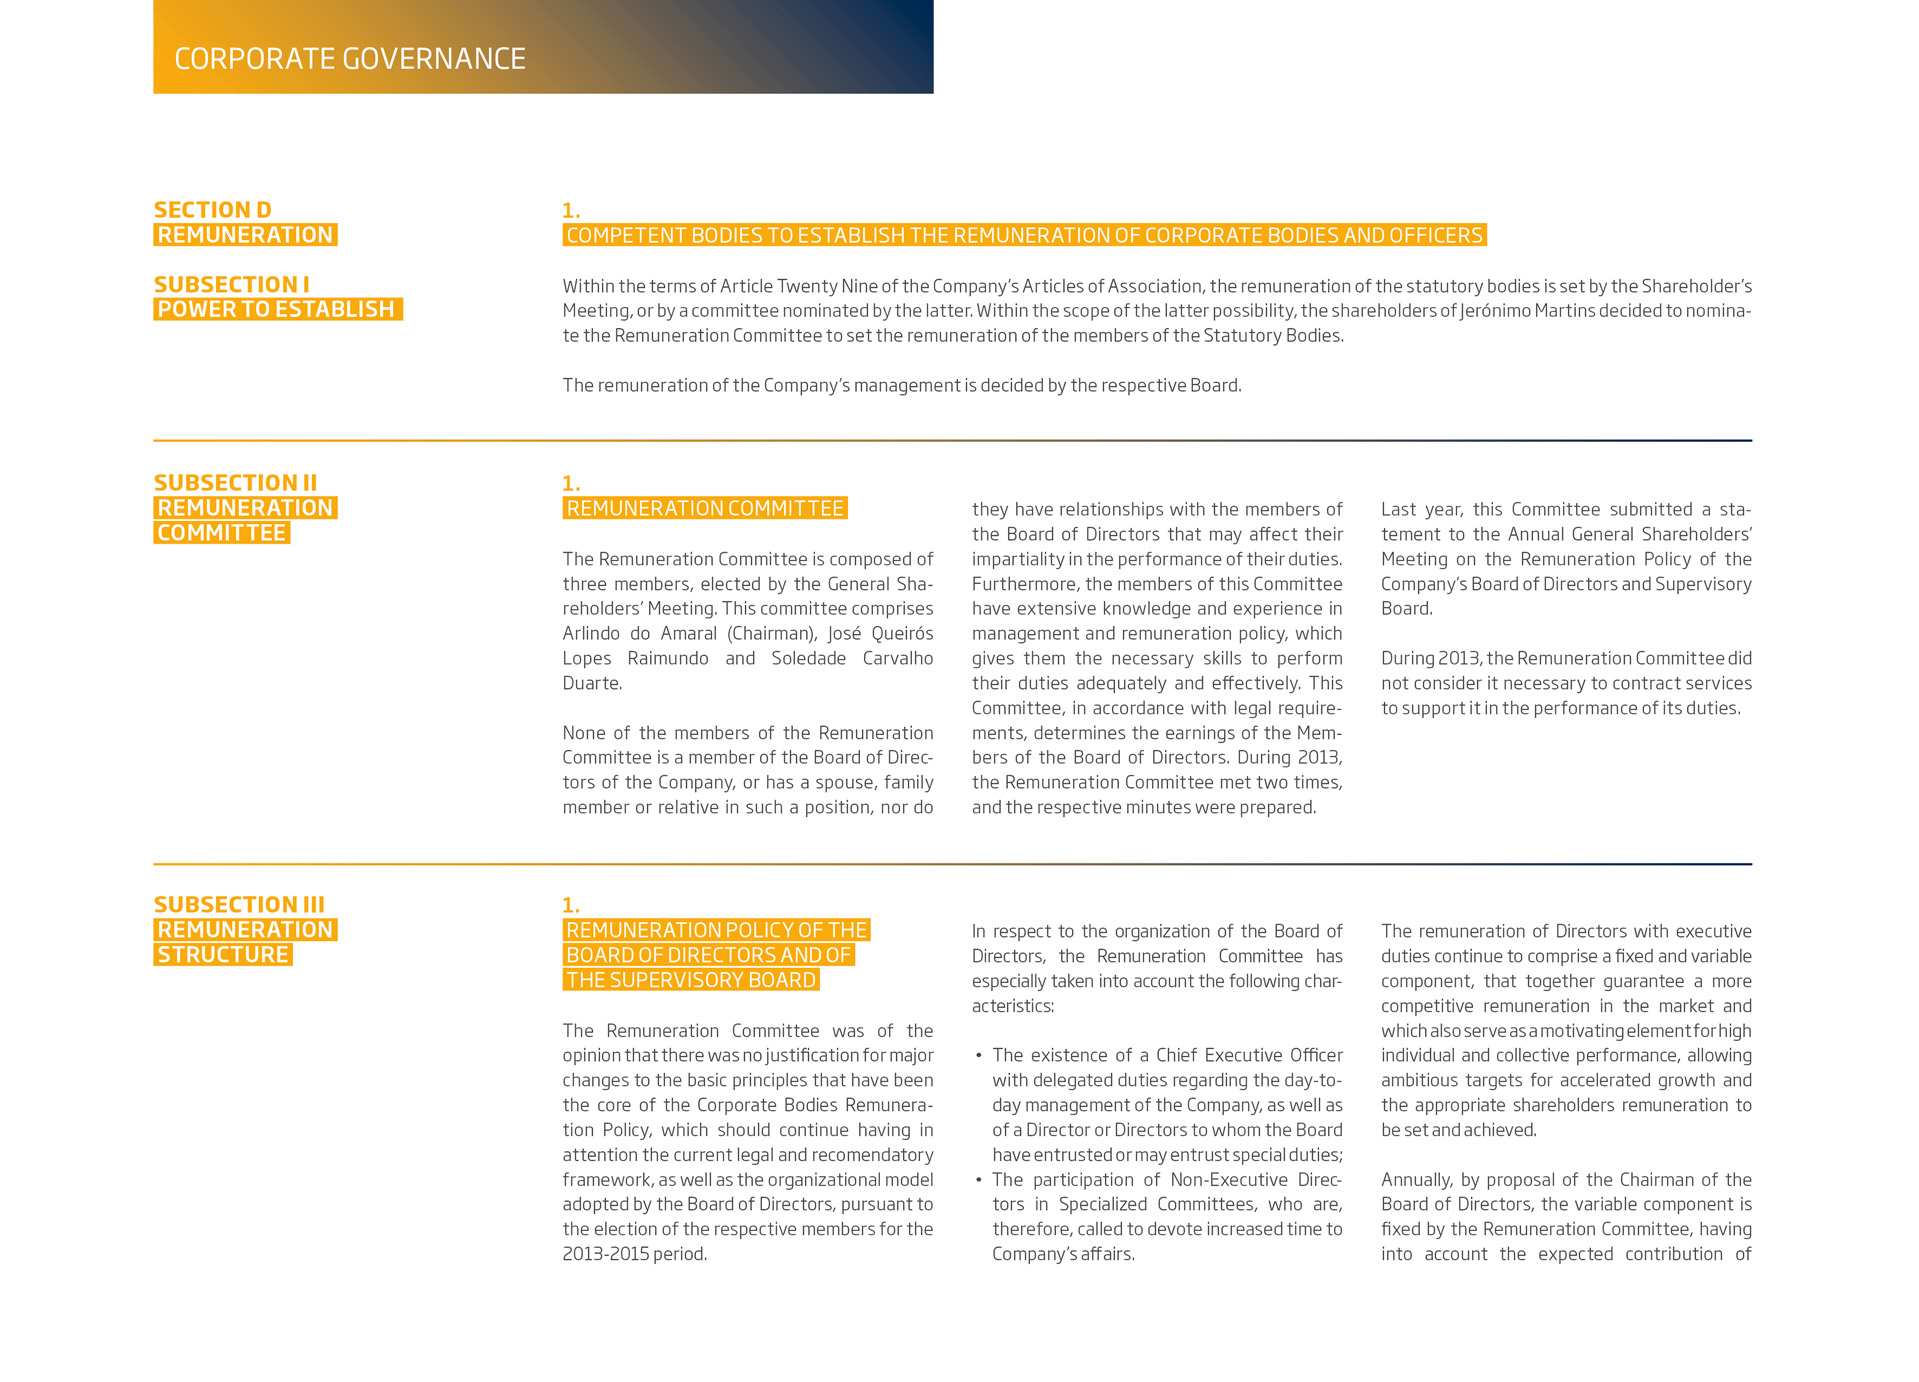 CORPORATE GOVERNANCE
SECTION D
REMUNERATION
SUBSECTION I
POWER TO ESTABLISH
1.
COMPETENT BODIES TO ESTABLISH THE REMUNERATION OF CORPORATE BODIES AND OFFICERS
Within the terms of Article Twenty Nine of the Company's Articles of Association, the remuneration of the statutory bodies is set by the Shareholder's
Meeting, or by a committee nominated by the latter. Within the scope of the latter possibility, the shareholders of Jerónimo Martins decided to nomina-
te the Remuneration Committee to set the remuneration of the members of the Statutory Bodies.
The remuneration of the Company's management is decided by the respective Board.
SUBSECTION II
REMUNERATION
COMMITTEE
1.
REMUNERATION COMMITTEE
The Remuneration Committee is composed of
three members, elected by the General Sha-
reholders' Meeting. This committee comprises
Arlindo do Amaral (Chairman), José Queirós
Lopes Raimundo and Soledade Carvalho
Duarte.
None of the members of the Remuneration
Committee is a member of the Board of Direc-
tors of the Company, or has a spouse, family
member or relative in such a position, nor do
they have relationships with the members of
the Board of Directors that may affect their
impartiality in the performance of their duties.
Furthermore, the members of this Committee
have extensive knowledge and experience in
management and remuneration policy, which
gives them the necessary skills to perform
their duties adequately and effectively. This
Committee, in accordance with legal require-
ments, determines the earnings of the Mem-
bers of the Board of Directors. During 2013,
the Remuneration Committee met two times,
and the respective minutes were prepared.
Last year, this Committee submitted a sta-
tement to the Annual General Shareholders'
Meeting on the Remuneration Policy of the
Company's Board of Directors and Supervisory
Board.
During 2013, the Remuneration Committee did
not consider it necessary to contract services
to support it in the performance of its duties.
SUBSECTION III
REMUNERATION
STRUCTURE
1.
REMUNERATION POLICY OF THE
BOARD OF DIRECTORS AND OF
THE SUPERVISORY BOARD
The Remuneration Committee was of the
opinion that there was no justification for major
changes to the basic principles that have been
the core of the Corporate Bodies Remunera-
tion Policy, which should continue having in
attention the current legal and recomendatory
framework, as well as the organizational model
adopted by the Board of Directors, pursuant to
the election of the respective members for the
2013-2015 period.
In respect to the organization of the Board of
Directors, the Remuneration Committee has
especially taken into account the following char-
acteristics:
• The existence of a Chief Executive Officer
with delegated duties regarding the day-to-
day management of the Company, as well as
of a Director or Directors to whom the Board
have entrusted or may entrust special duties;
• The participation of Non-Executive Direc-
tors in Specialized Committees, who are,
therefore, called to devote increased time to
Company's affairs.
The remuneration of Directors with executive
duties continue to comprise a fixed and variable
component, that together guarantee a more
competitive remuneration in the market and
which also serve as a motivating element for high
individual and collective performance, allowing
ambitious targets for accelerated growth and
the appropriate shareholders remuneration to
be set and achieved.
Annually, by proposal of the Chairman of the
Board of Directors, the variable component is
fixed by the Remuneration Committee, having
into account the expected contribution of